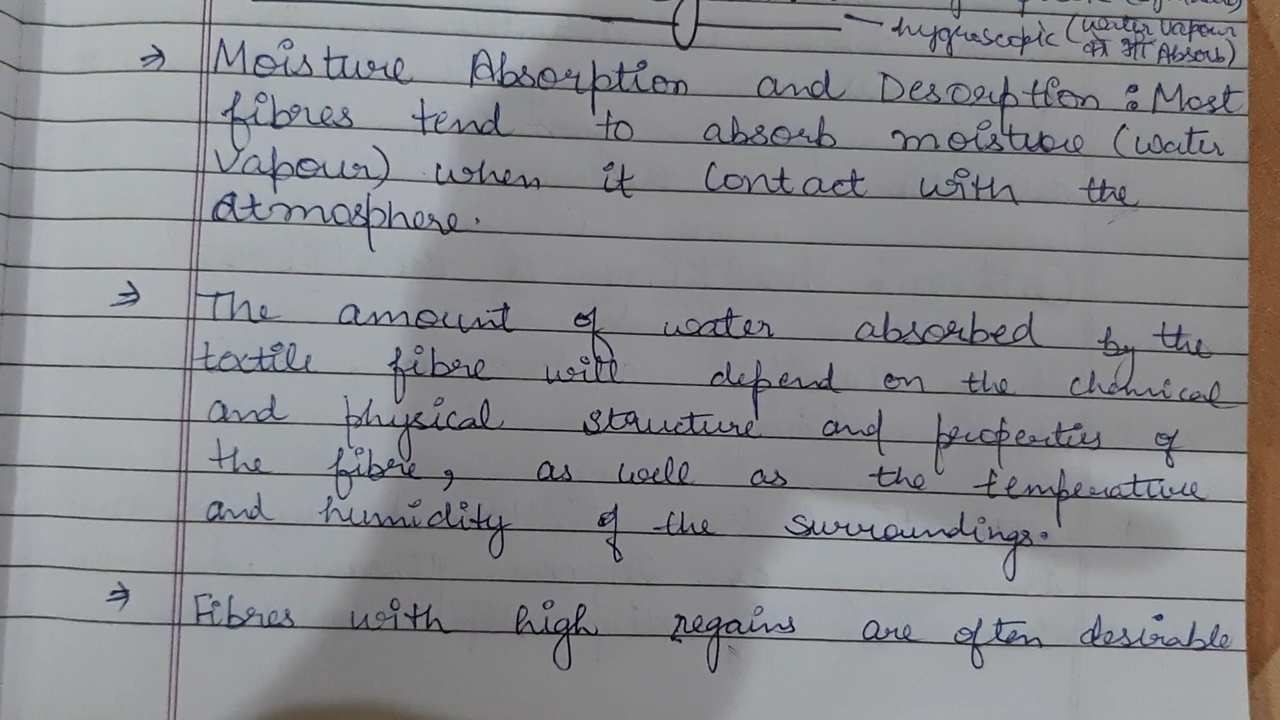 hygroscopic (water vapour
Absorb)
⇒ Moisture Absorption and Desorption : Most
fibres tend to absorb moisture (water
vapour) when it contact with the
atmosphere.
⇒ The amount of water absorbed by the
textile fibre will depend on the chemical
and physical structure and properties of
the fibre, as well as the temperature
and humidity of the surroundings.
⇒ Fibres with high regains are often desirable